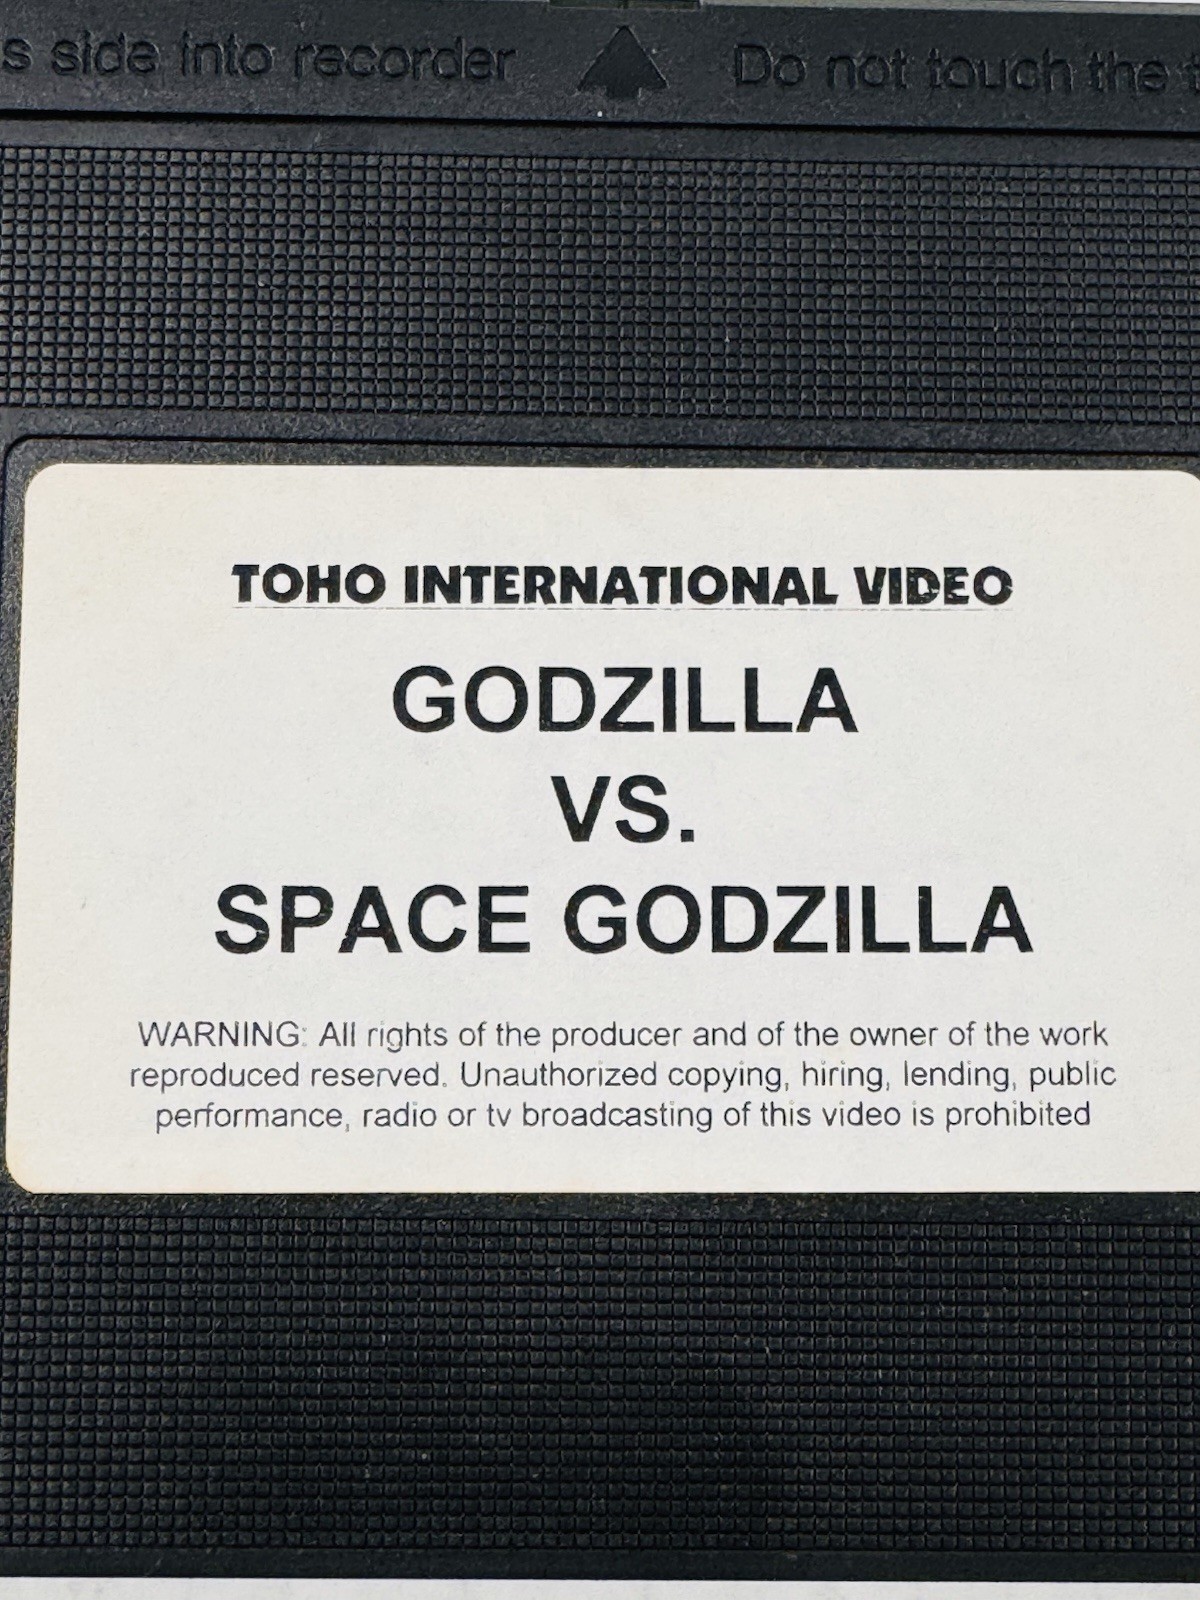 s side into recorder Do not touch the t
TOHO INTERNATIONAL VIDEO
GODZILLA
VS.
SPACE GODZILLA
WARNING: All rights of the producer and of the owner of the work
reproduced reserved. Unauthorized copying, hiring, lending, public
performance, radio or tv broadcasting of this video is prohibited